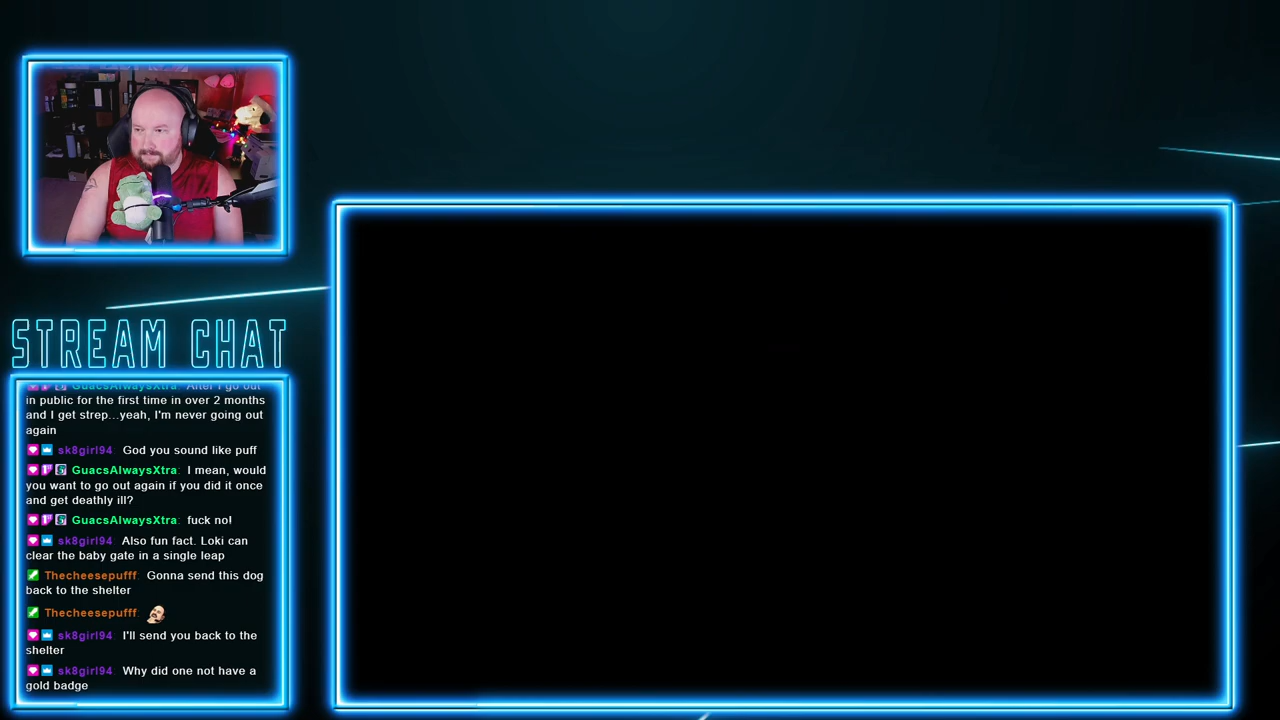 STREAM CHAT
GuacsAlwaysXtra: After I go out
in public for the first time in over 2 months
and I get strep...yeah, I'm never going out
again
sk8girl94: God you sound like puff
GuacsAlwaysXtra: I mean, would
you want to go out again if you did it once
and get deathly ill?
GuacsAlwaysXtra: fuck no!
sk8girl94: Also fun fact. Loki can
clear the baby gate in a single leap
Thecheesepufff: Gonna send this dog
back to the shelter
Thecheesepufff:
sk8girl94: I'll send you back to the
shelter
sk8girl94: Why did one not have a
gold badge